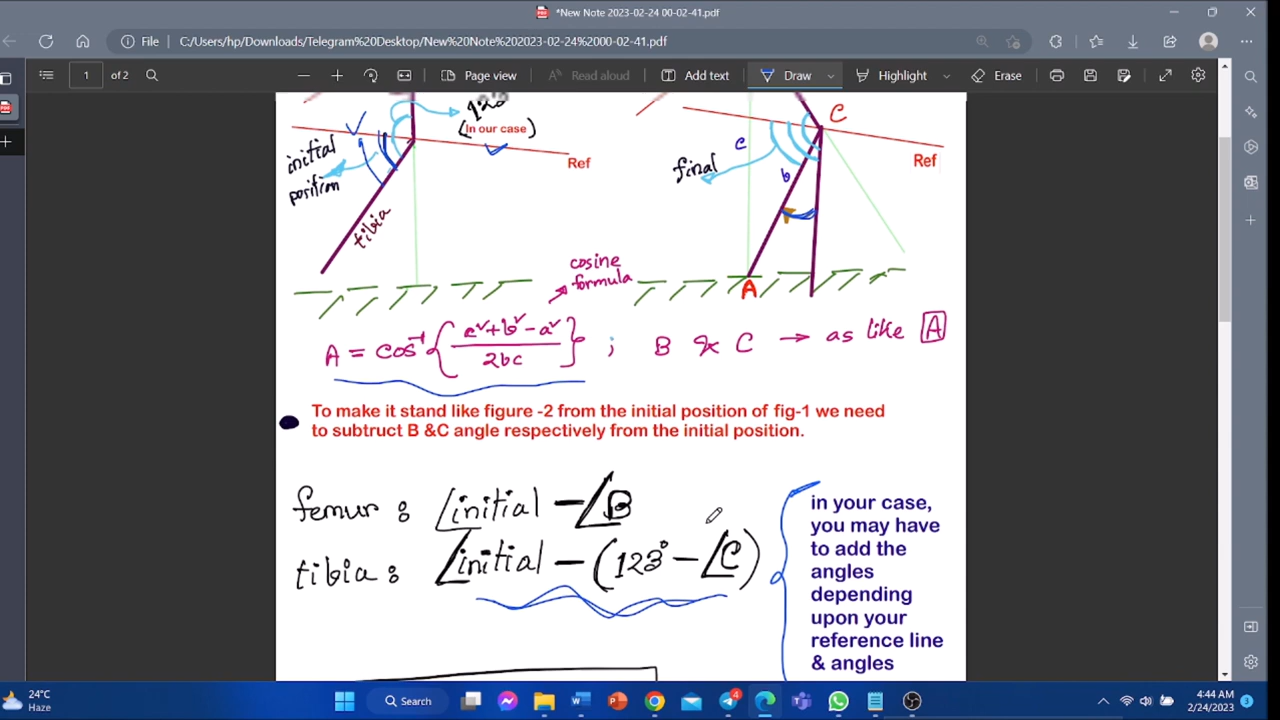 *New Note 2023-02-24 00-02-41.pdf
File C:/Users/hp/Downloads/Telegram%20Desktop/New%20Note%202023-02-24%2000-02-41.pdf
1 of 2 Page view Read aloud Add text Draw Highlight Erase
(In our case)
Ref
initial
position
tibia
C
c
b
final
Ref
A
cosine
formula
A = cos⁻¹{ c²+b²-a² / 2bc } ; B & C → as like A
To make it stand like figure -2 from the initial position of fig-1 we need
to subtruct B &C angle respectively from the initial position.
femur : ∠initial - ∠B
tibia : ∠initial - (123° - ∠C)
in your case,
you may have
to add the
angles
depending
upon your
reference line
& angles
24°C
Haze
Search
4
4:44 AM
2/24/2023
3